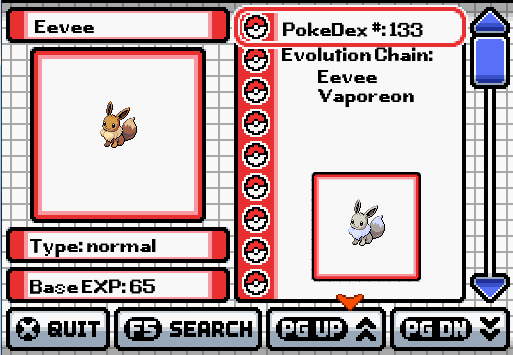 Eevee
PokeDex #:133
Evolution Chain:
Eevee
Vaporeon
Type: normal
Base EXP: 65
X QUIT
F5 SEARCH
PG UP
PG DN